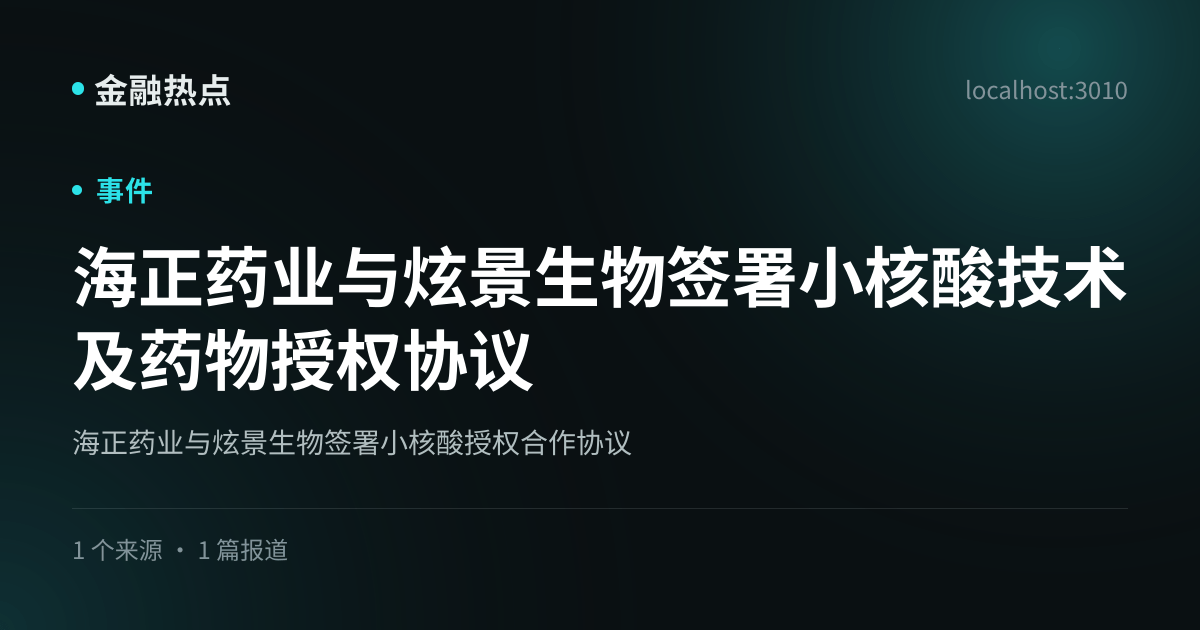 金融热点
localhost:3010
事件
海正药业与炫景生物签署小核酸技术
及药物授权协议
海正药业与炫景生物签署小核酸授权合作协议
1 个来源 · 1 篇报道